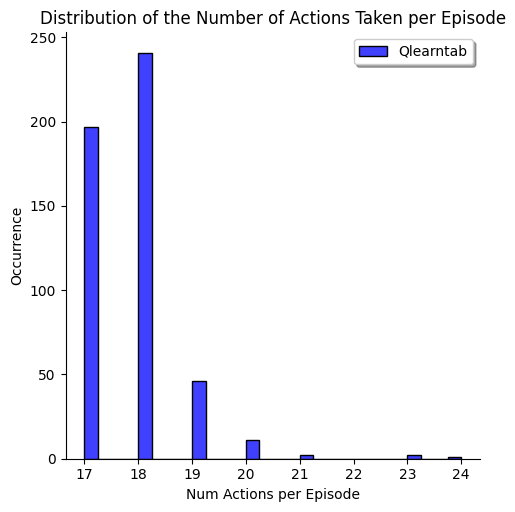 Distribution of the Number of Actions Taken per Episode
Qlearntab
250
200
150
100
50
0
Occurrence
17 18 19 20 21 22 23 24
Num Actions per Episode